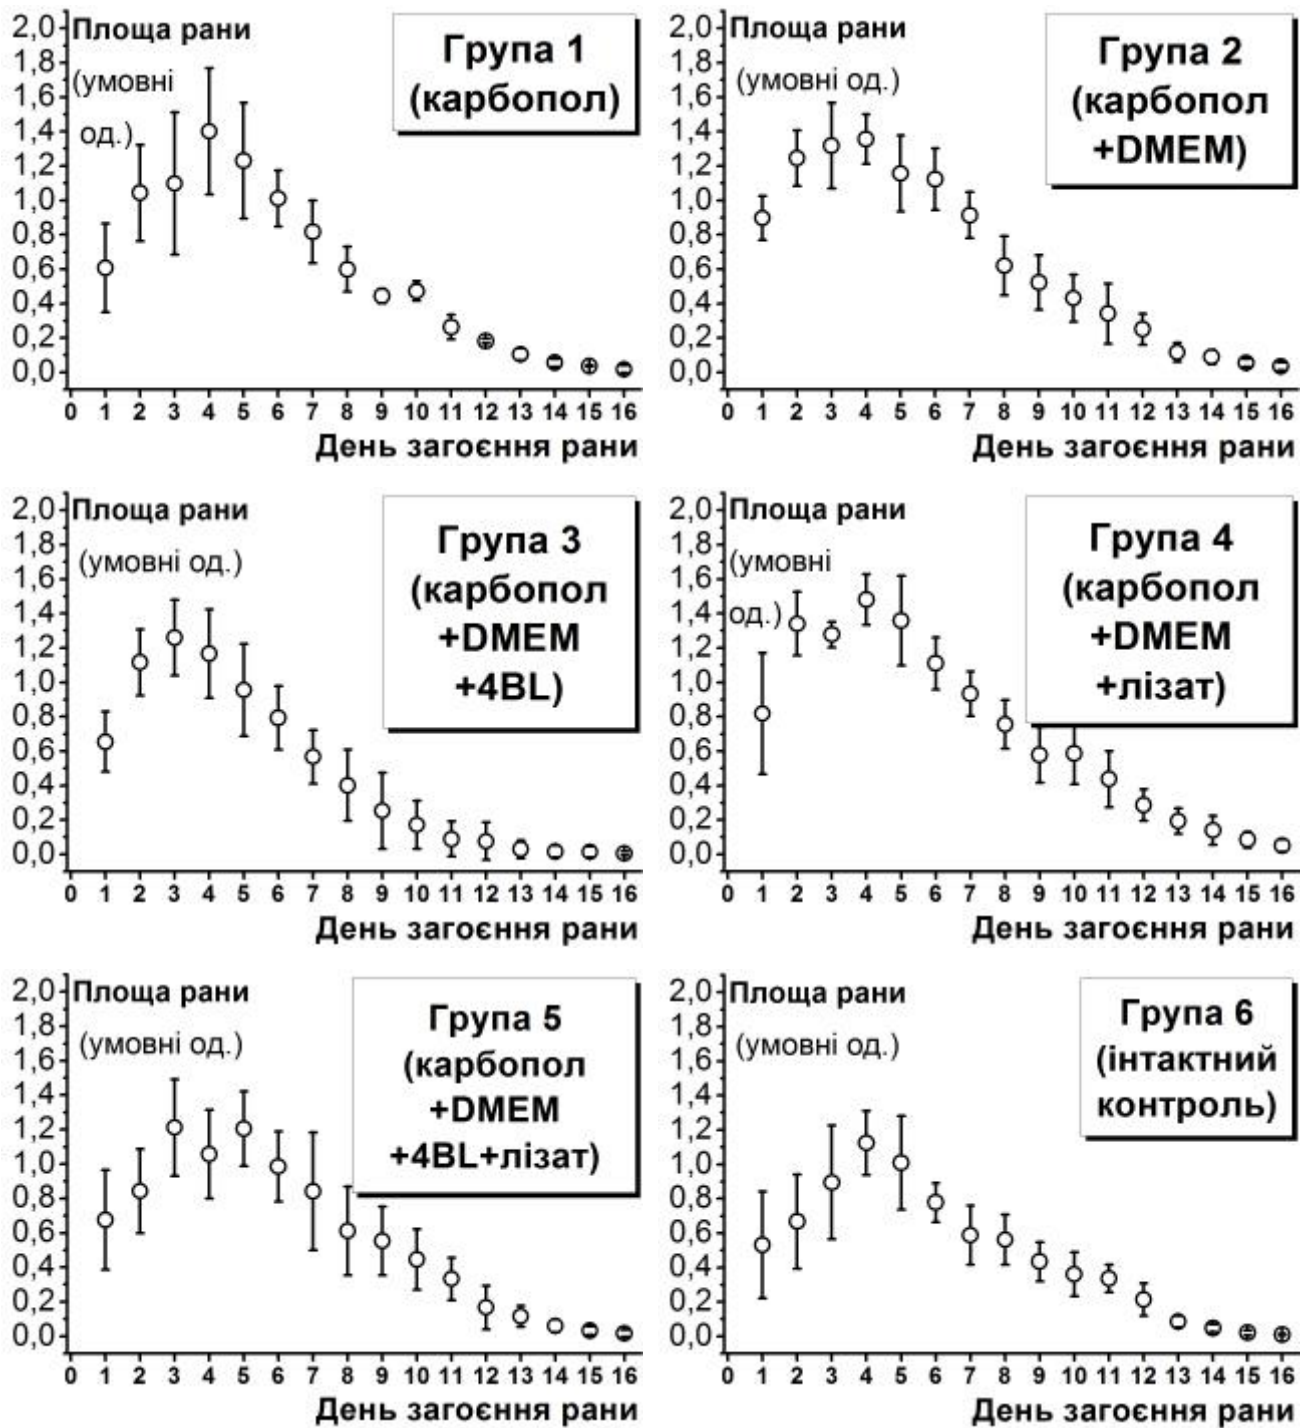 2,0
1,8
1,6
1,4
1,2
1,0
0,8
0,6
0,4
0,2
0,0
Площа рани
(умовні
од.)
Група 1
(карбопол)
0 1 2 3 4 5 6 7 8 9 10 11 12 13 14 15 16
День загоєння рани
2,0
1,8
1,6
1,4
1,2
1,0
0,8
0,6
0,4
0,2
0,0
Площа рани
(умовні од.)
Група 2
(карбопол
+DMEM)
0 1 2 3 4 5 6 7 8 9 10 11 12 13 14 15 16
День загоєння рани
2,0
1,8
1,6
1,4
1,2
1,0
0,8
0,6
0,4
0,2
0,0
Площа рани
(умовні од.)
Група 3
(карбопол
+DMEM
+4BL)
0 1 2 3 4 5 6 7 8 9 10 11 12 13 14 15 16
День загоєння рани
2,0
1,8
1,6
1,4
1,2
1,0
0,8
0,6
0,4
0,2
0,0
Площа рани
(умовні
од.)
Група 4
(карбопол
+DMEM
+лізат)
0 1 2 3 4 5 6 7 8 9 10 11 12 13 14 15 16
День загоєння рани
2,0
1,8
1,6
1,4
1,2
1,0
0,8
0,6
0,4
0,2
0,0
Площа рани
(умовні од.)
Група 5
(карбопол
+DMEM
+4BL+лізат)
0 1 2 3 4 5 6 7 8 9 10 11 12 13 14 15 16
День загоєння рани
2,0
1,8
1,6
1,4
1,2
1,0
0,8
0,6
0,4
0,2
0,0
Площа рани
(умовні од.)
Група 6
(інтактний
контроль)
0 1 2 3 4 5 6 7 8 9 10 11 12 13 14 15 16
День загоєння рани